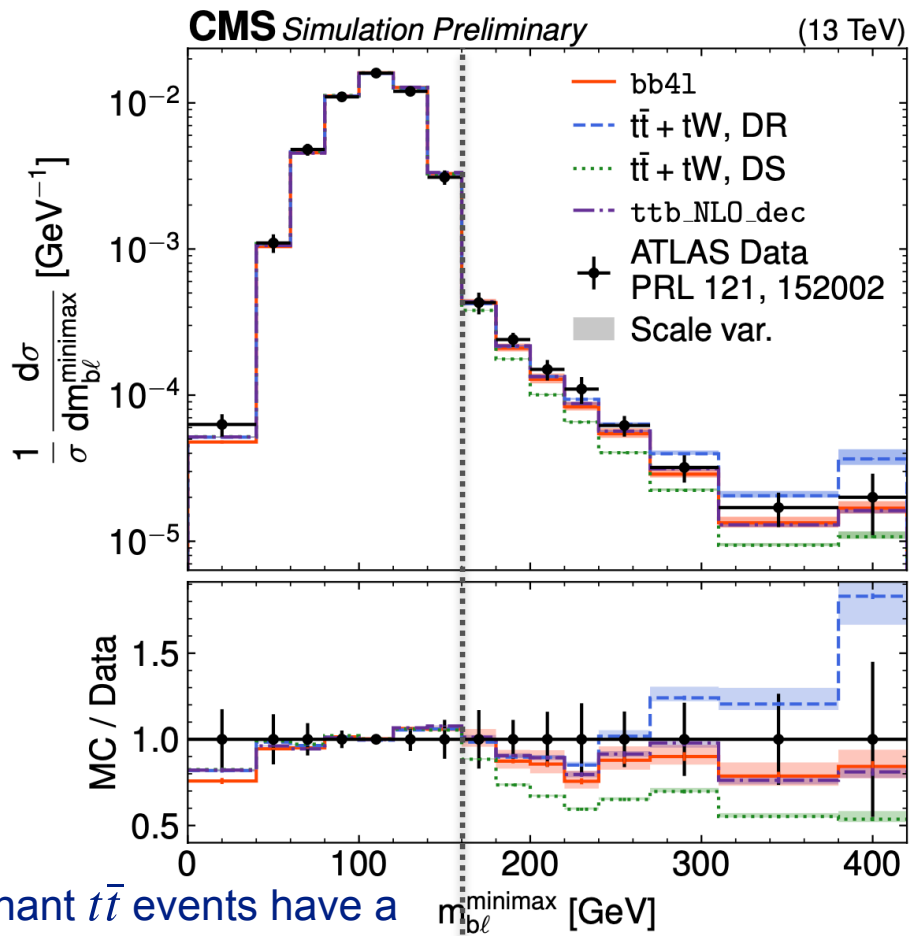 CMS Simulation Preliminary (13 TeV)
10⁻²
10⁻³
10⁻⁴
10⁻⁵
1/σ dσ/dm_bℓ^minimax [GeV⁻¹]
bb4l
tt̄ + tW, DR
tt̄ + tW, DS
ttb_NLO_dec
ATLAS Data
PRL 121, 152002
Scale var.
MC / Data
1.5
1.0
0.5
0 100 200 300 400
m_bℓ^minimax [GeV]
nant tt̄ events have a